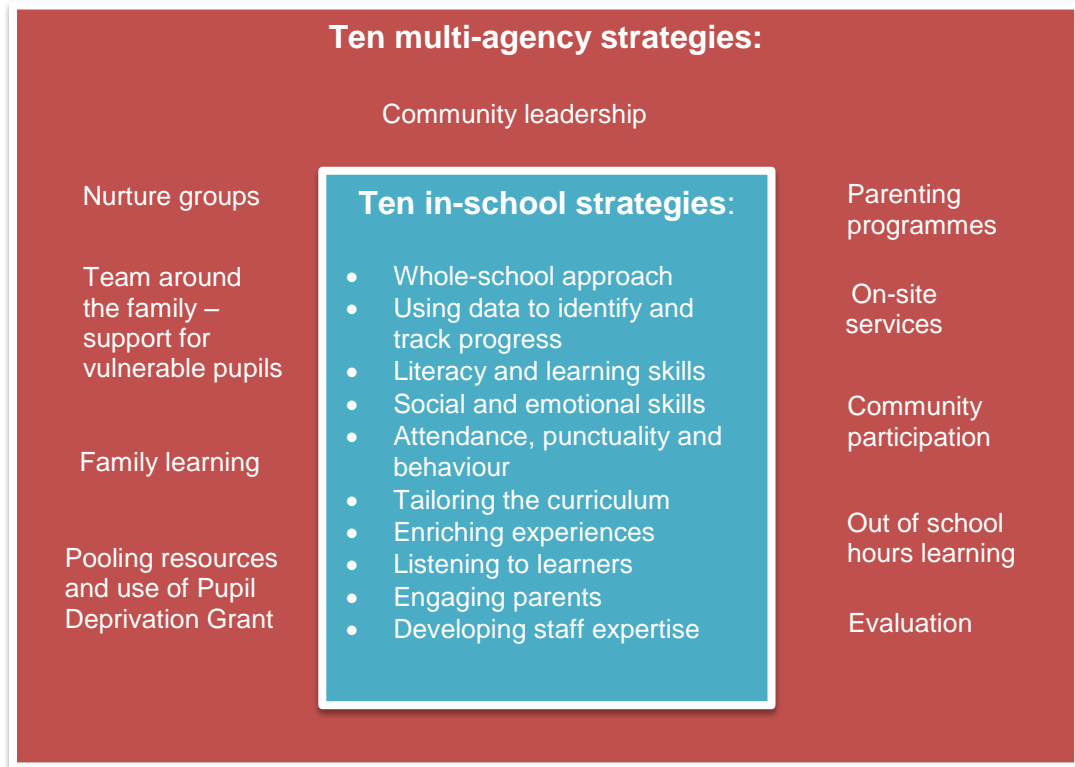 Ten multi-agency strategies:
Community leadership
Nurture groups
Team around
the family –
support for
vulnerable pupils
Family learning
Pooling resources
and use of Pupil
Deprivation Grant
Ten in-school strategies:
• Whole-school approach
• Using data to identify and
track progress
• Literacy and learning skills
• Social and emotional skills
• Attendance, punctuality and
behaviour
• Tailoring the curriculum
• Enriching experiences
• Listening to learners
• Engaging parents
• Developing staff expertise
Parenting
programmes
On-site
services
Community
participation
Out of school
hours learning
Evaluation